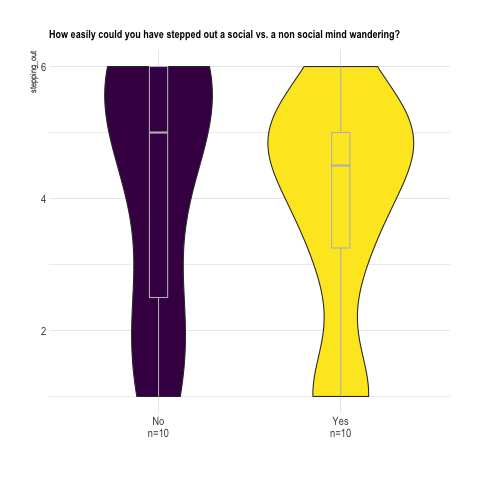 How easily could you have stepped out a social vs. a non social mind wandering?
stepping_out
6
4
2
No
n=10
Yes
n=10